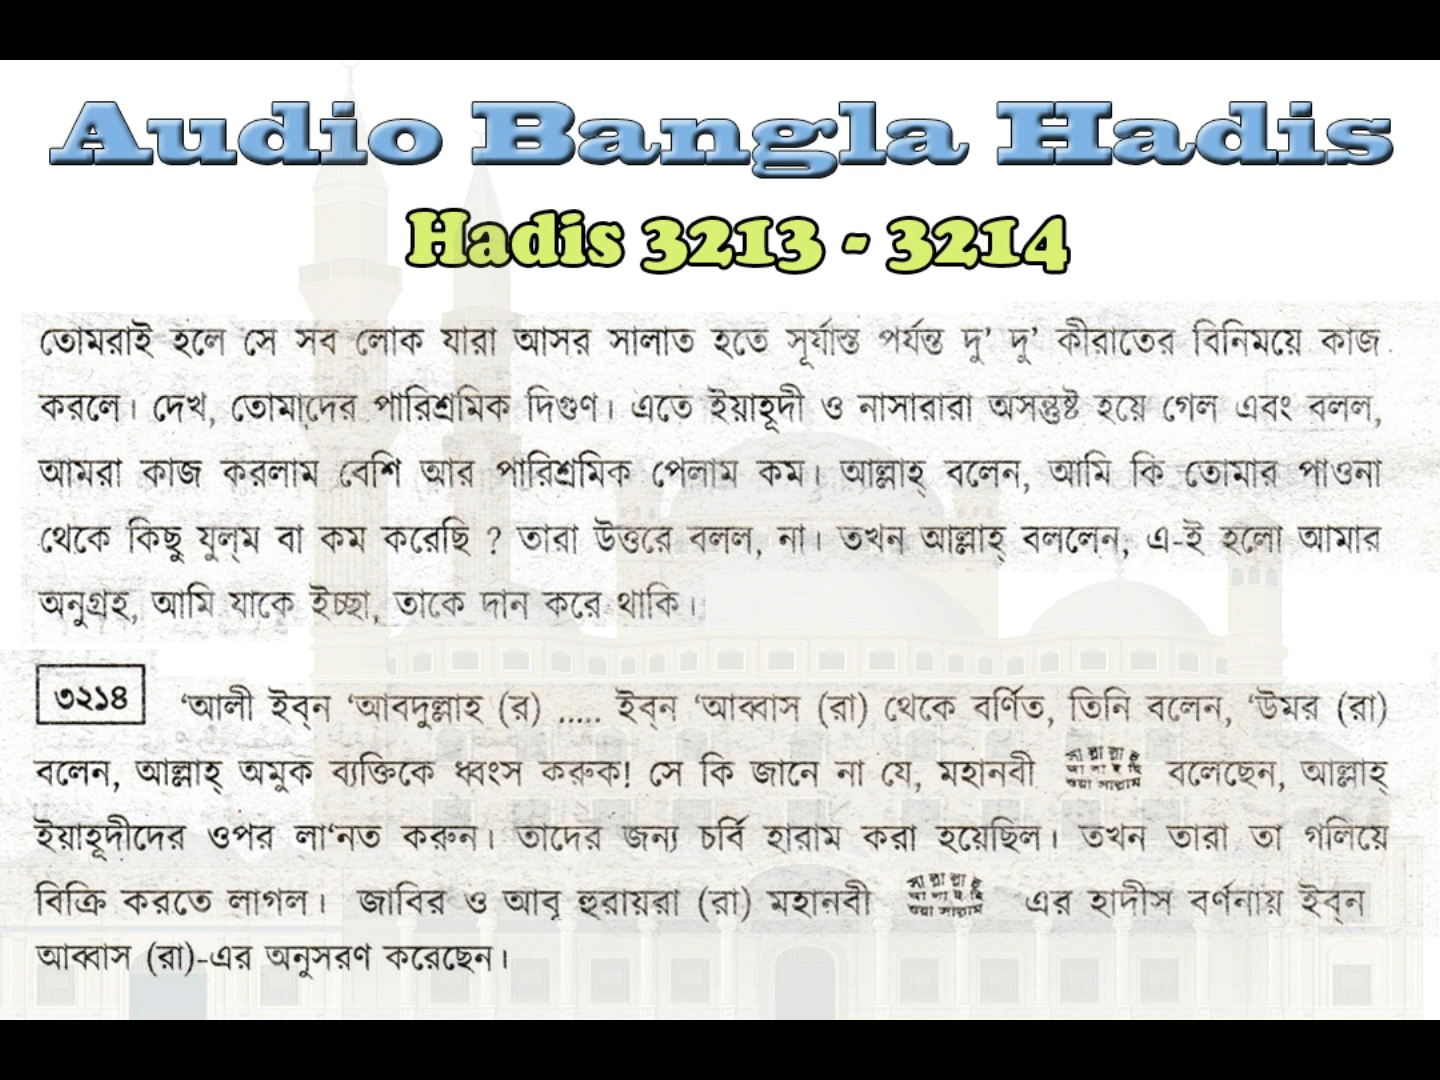 Audio Bangla Hadis
Hadis 3213 - 3214
তোমরাই হলে সে সব লোক যারা আসর সালাত হতে সূর্যাস্ত পর্যন্ত দু’ দু’ কীরাতের বিনিময়ে কাজ
করলে। দেখ, তোমাদের পারিশ্রমিক দিগুণ। এতে ইয়াহূদী ও নাসারারা অসন্তুষ্ট হয়ে গেল এবং বলল,
আমরা কাজ করলাম বেশি আর পারিশ্রমিক পেলাম কম। আল্লাহ্ বলেন, আমি কি তোমার পাওনা
থেকে কিছু যুল্ম বা কম করেছি ? তারা উত্তরে বলল, না। তখন আল্লাহ্ বললেন, এ-ই হলো আমার
অনুগ্রহ, আমি যাকে ইচ্ছা, তাকে দান করে থাকি।
৩২১৪ ‘আলী ইব্ন ‘আবদুল্লাহ (র) ..... ইব্ন ‘আব্বাস (রা) থেকে বর্ণিত, তিনি বলেন, ‘উমর (রা)
বলেন, আল্লাহ্ অমুক ব্যক্তিকে ধ্বংস করুক! সে কি জানে না যে, মহানবী বলেছেন, আল্লাহ্
ইয়াহূদীদের ওপর লা‘নত করুন। তাদের জন্য চর্বি হারাম করা হয়েছিল। তখন তারা তা গলিয়ে
বিক্রি করতে লাগল। জাবির ও আবূ হুরায়রা (রা) মহানবী এর হাদীস বর্ণনায় ইব্ন
আব্বাস (রা)-এর অনুসরণ করেছেন।